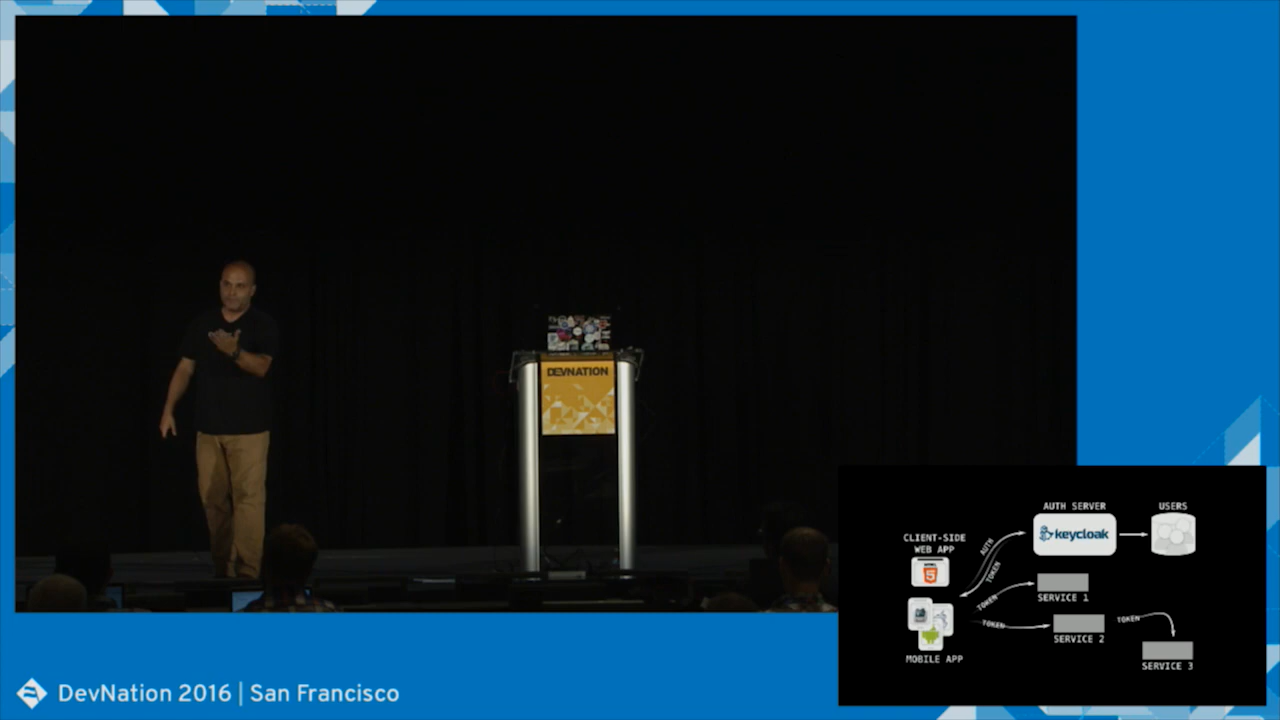 DEVNATION
AUTH SERVER
USERS
keycloak
CLIENT-SIDE
WEB APP
AUTH
TOKEN
TOKEN
SERVICE 1
TOKEN
SERVICE 2
TOKEN
MOBILE APP
SERVICE 3
DevNation 2016 | San Francisco